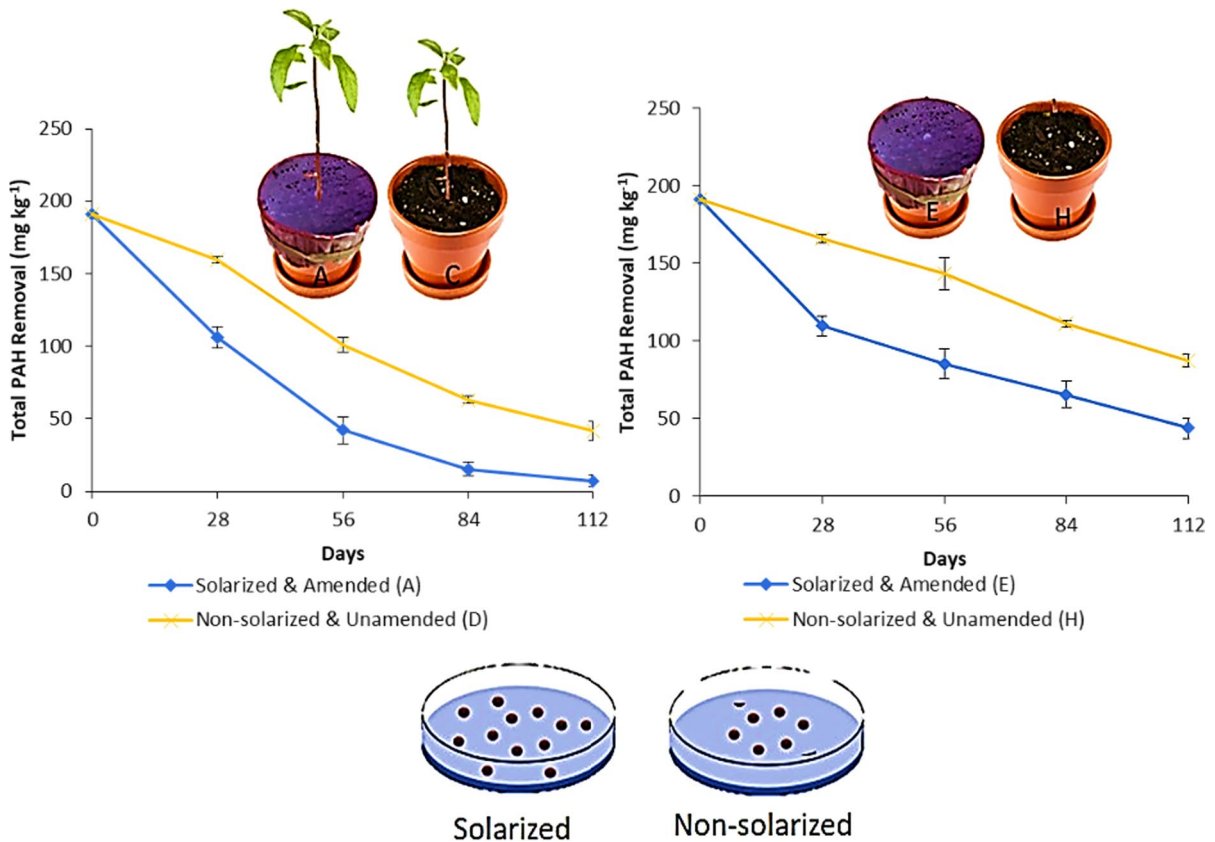 Total PAH Removal (mg kg⁻¹)
250
200
150
100
50
0
A
C
0 28 56 84 112
Days
Solarized & Amended (A)
Non-solarized & Unamended (D)
Total PAH Removal (mg kg⁻¹)
250
200
150
100
50
0
E
H
0 28 56 84 112
Days
Solarized & Amended (E)
Non-solarized & Unamended (H)
Solarized
Non-solarized